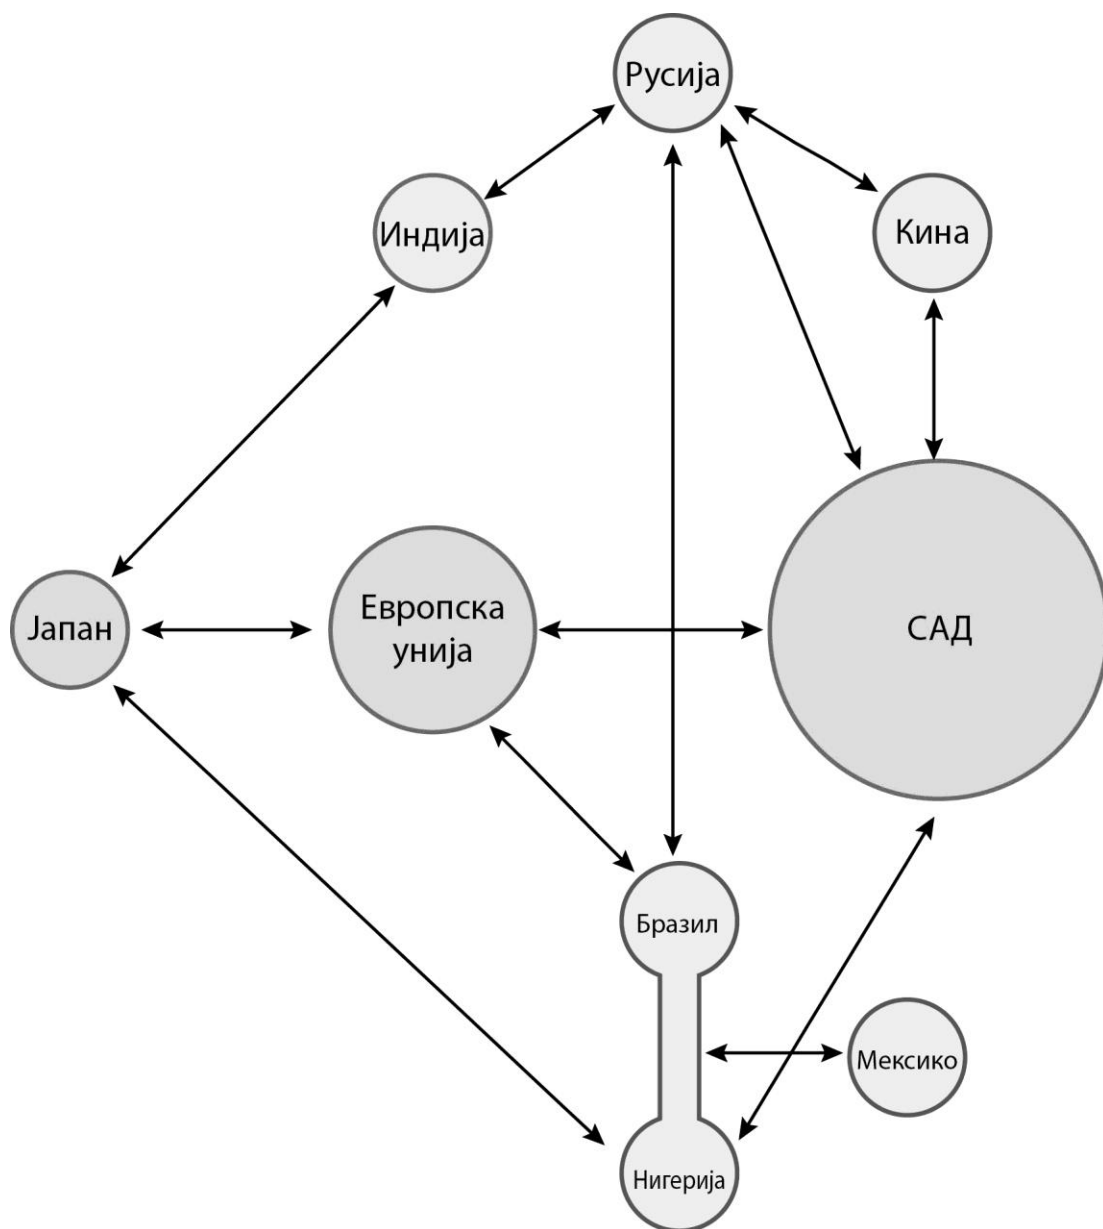 Русија
Индија
Кина
Јапан
Европска
унија
САД
Бразил
Мексико
Нигерија